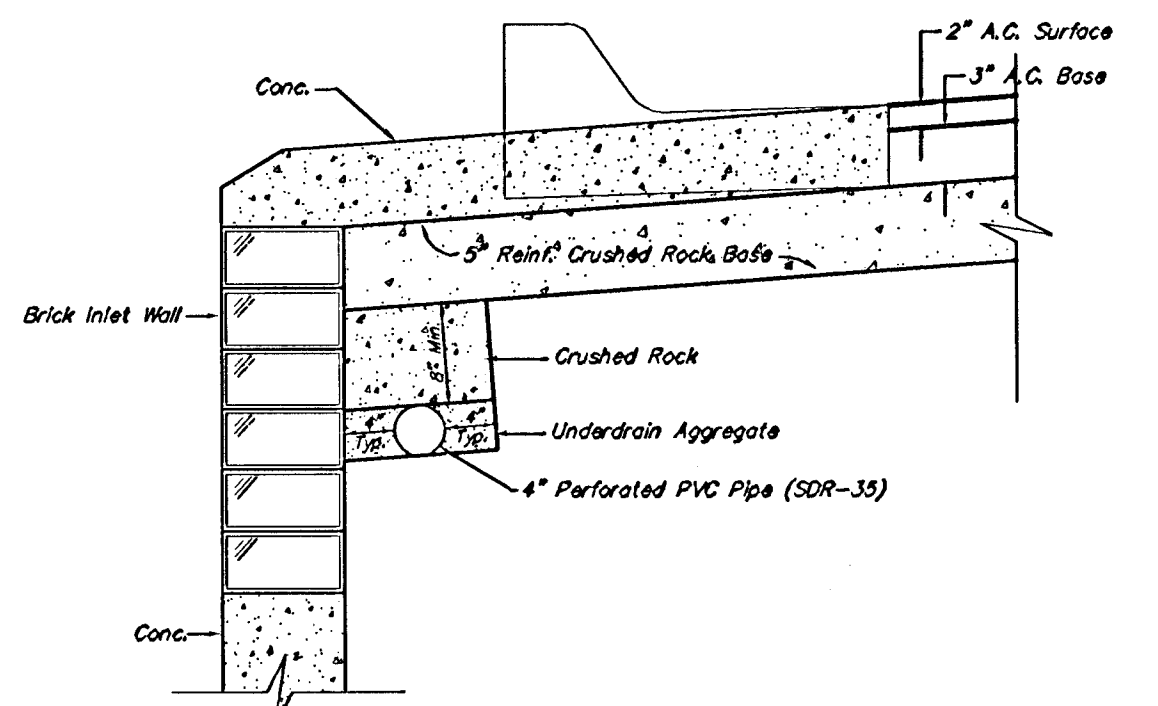 2" A.C. Surface
3" A.C. Base
Conc.
5" Reinf. Crushed Rock Base
Brick Inlet Wall
8" Min.
Crushed Rock
4"
Typ.
4"
Typ.
Underdrain Aggregate
4" Perforated PVC Pipe (SDR-35)
Conc.